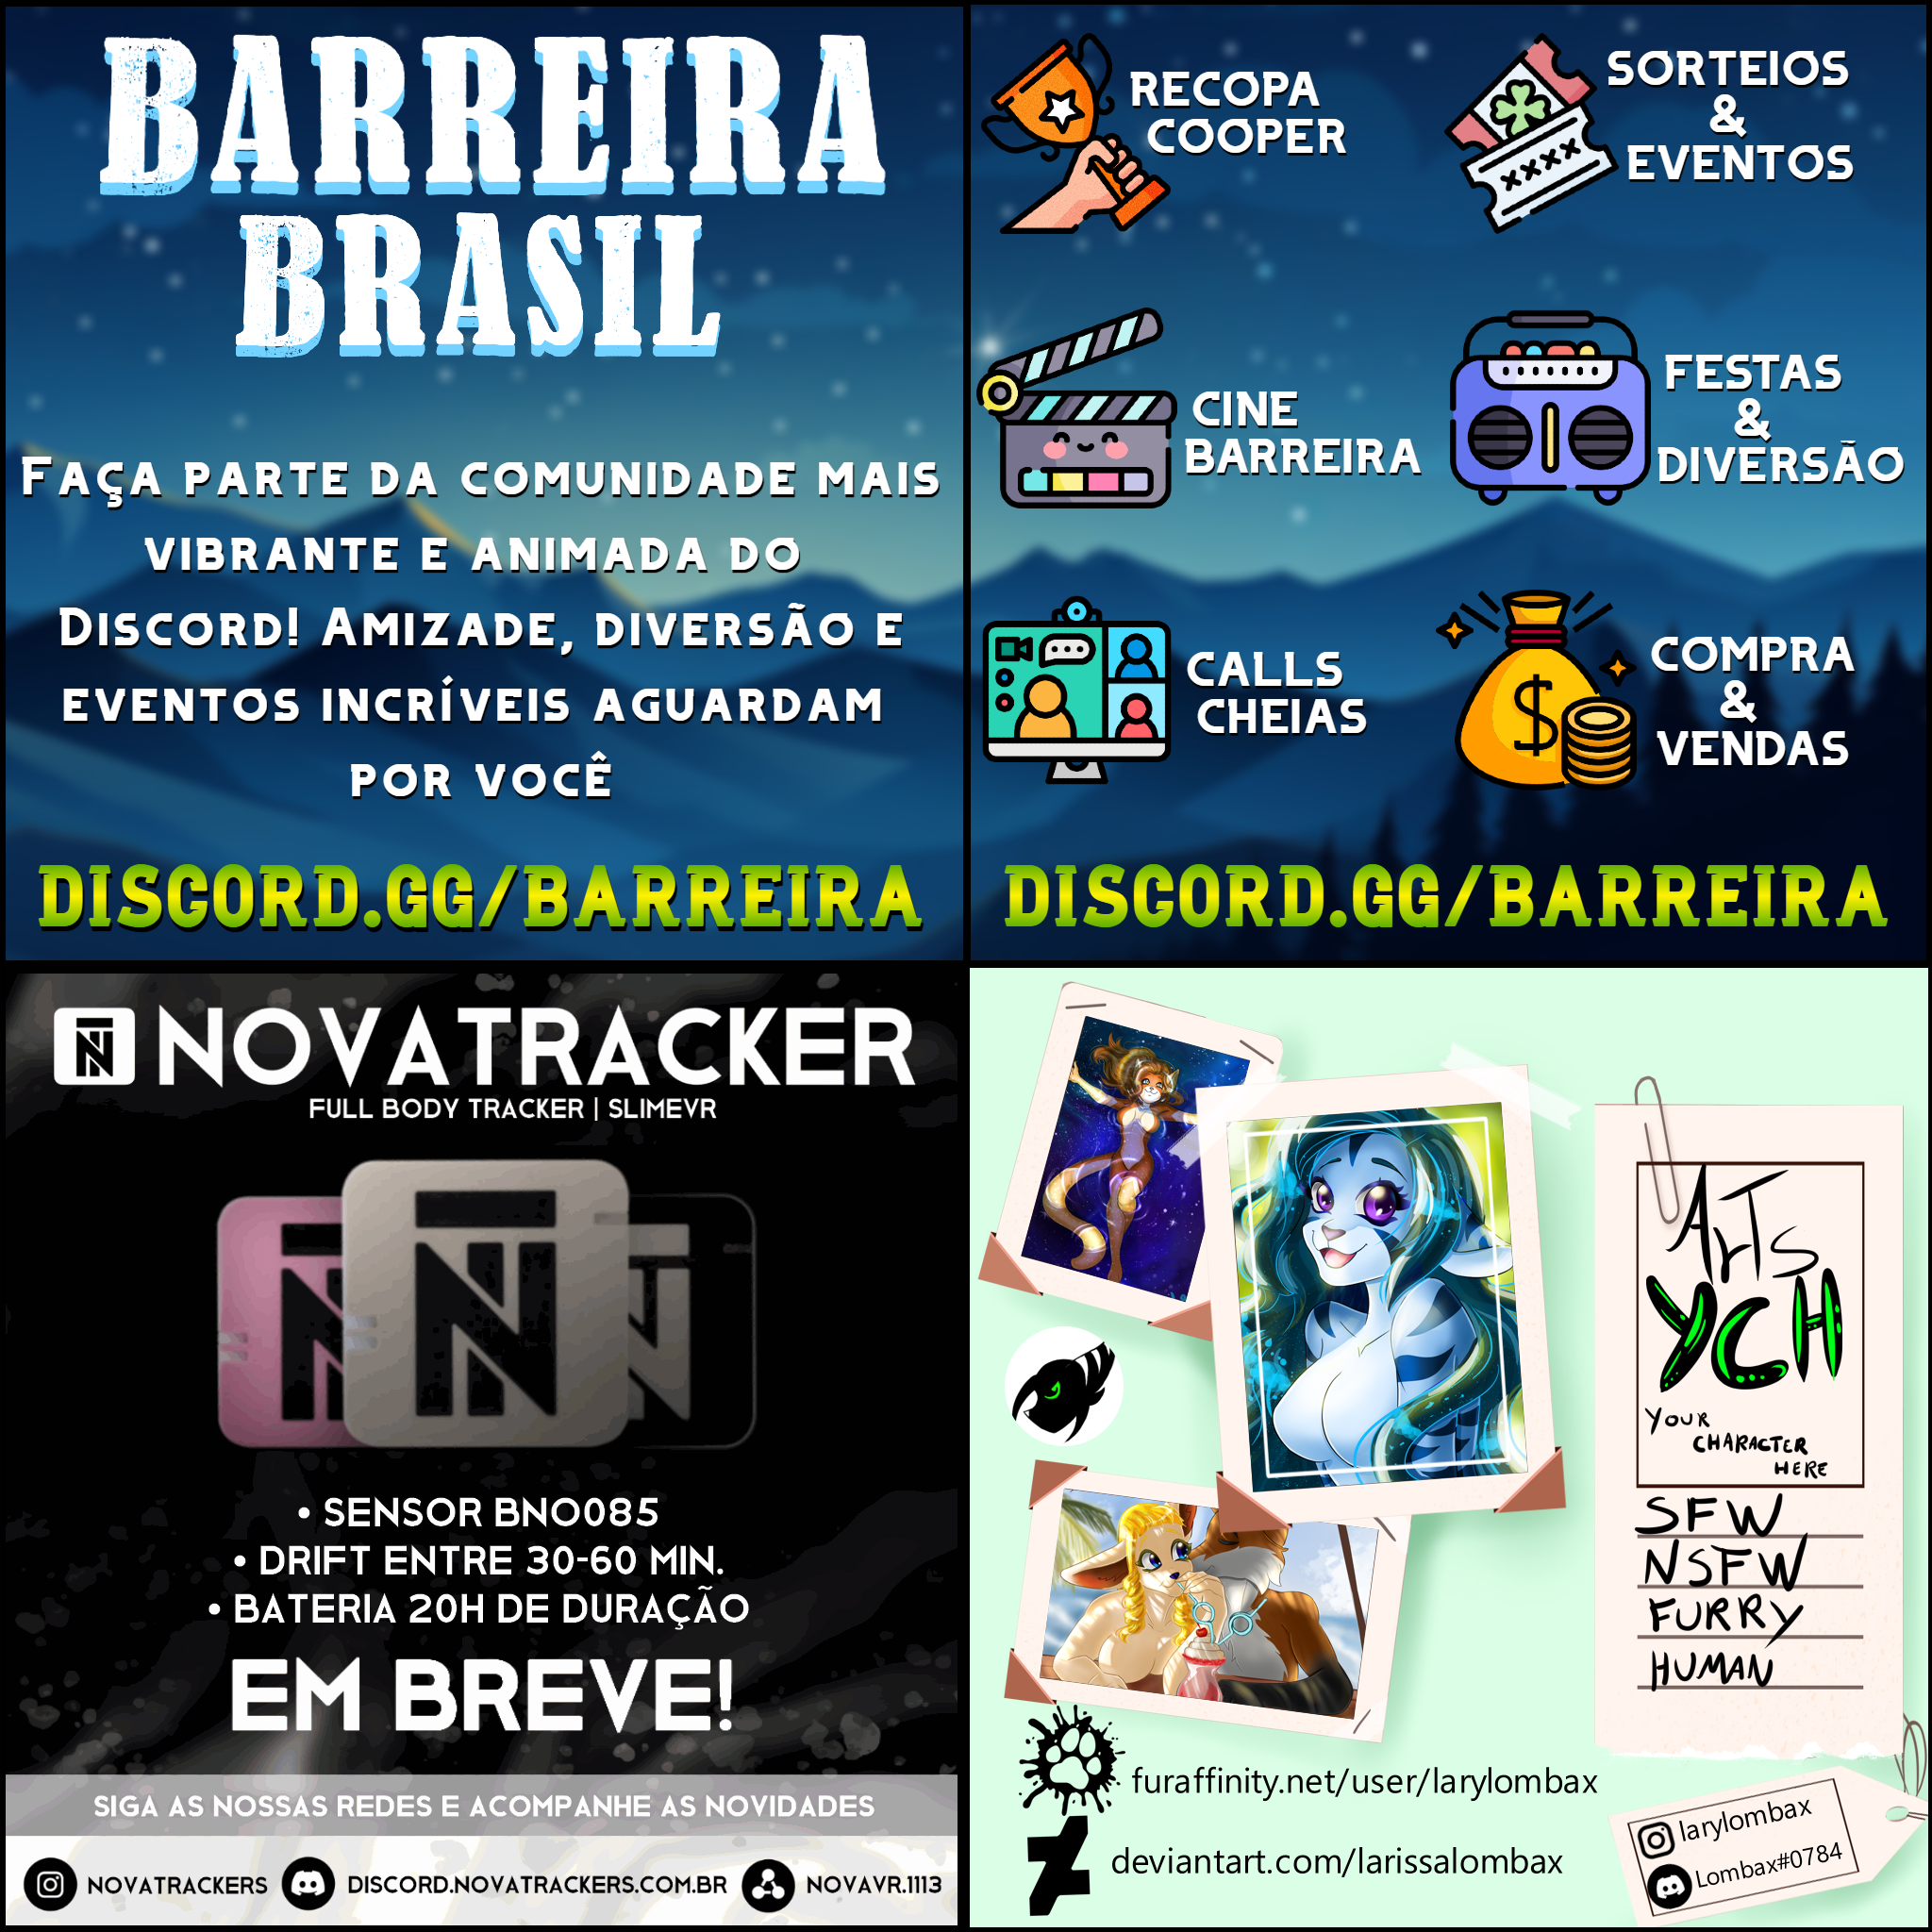 BARREIRA
BRASIL
FAÇA PARTE DA COMUNIDADE MAIS
VIBRANTE E ANIMADA DO
DISCORD! AMIZADE, DIVERSÃO E
EVENTOS INCRÍVEIS AGUARDAM
POR VOCÊ
DISCORD.GG/BARREIRA
RECOPA
COOPER
SORTEIOS
&
EVENTOS
CINE
BARREIRA
FESTAS
&
DIVERSÃO
CALLS
CHEIAS
COMPRA
&
VENDAS
DISCORD.GG/BARREIRA
NOVATRACKER
FULL BODY TRACKER | SLIMEVR
• SENSOR BNO085
• DRIFT ENTRE 30-60 MIN.
• BATERIA 20H DE DURAÇÃO
EM BREVE!
SIGA AS NOSSAS REDES E ACOMPANHE AS NOVIDADES
NOVATRACKERS
DISCORD.NOVATRACKERS.COM.BR
NOVAVR.1113
ArTs
YCH
YOUR
CHARACTER
HERE
SFW
NSFW
FURRY
HUMAN
furaffinity.net/user/larylombax
deviantart.com/larissalombax
larylombax
Lombax#0784